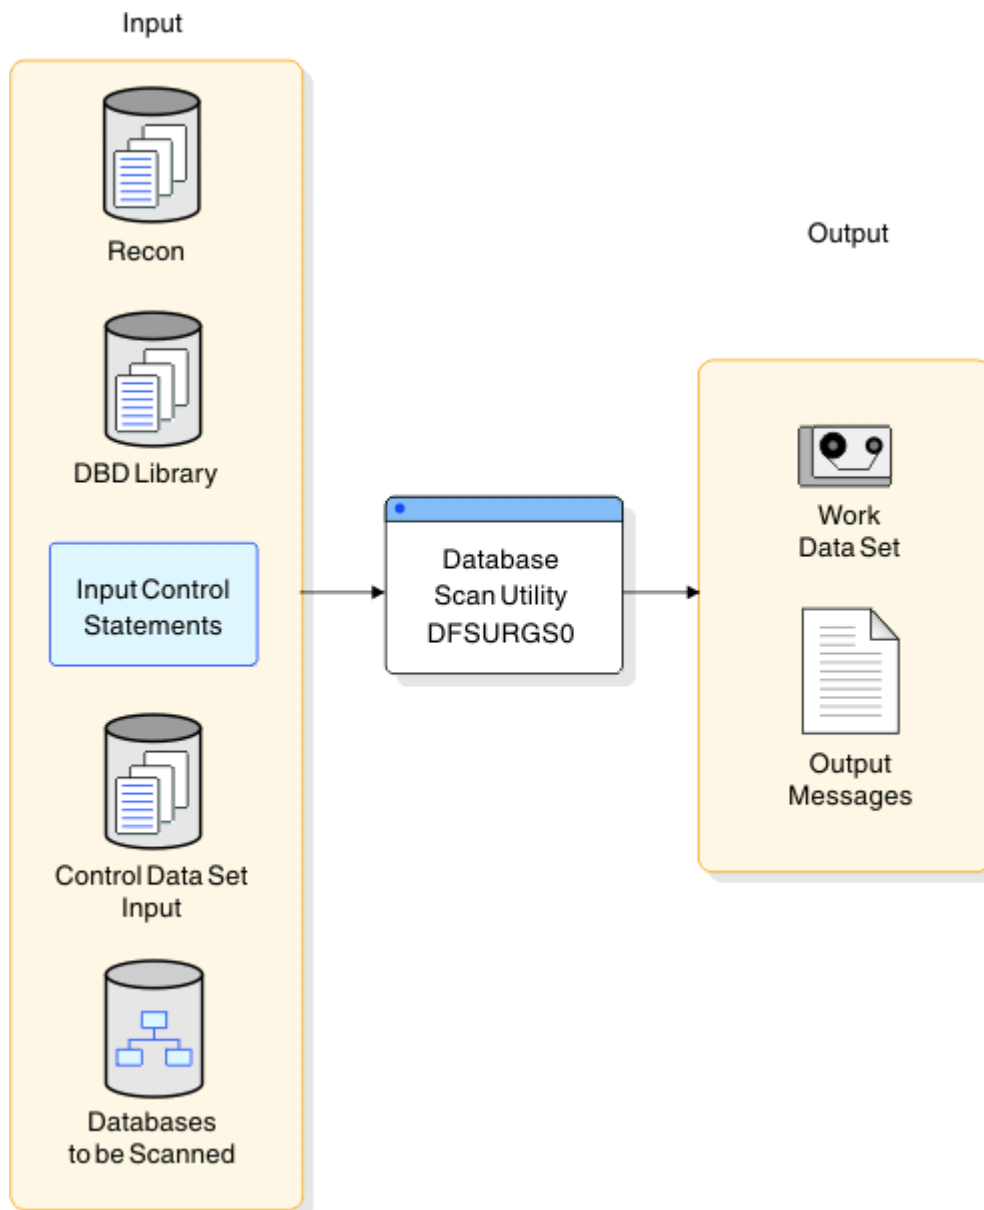 Input
Recon
DBD Library
Input Control
Statements
Control Data Set
Input
Databases
to be Scanned
Database
Scan Utility
DFSURGS0
Output
Work
Data Set
Output
Messages